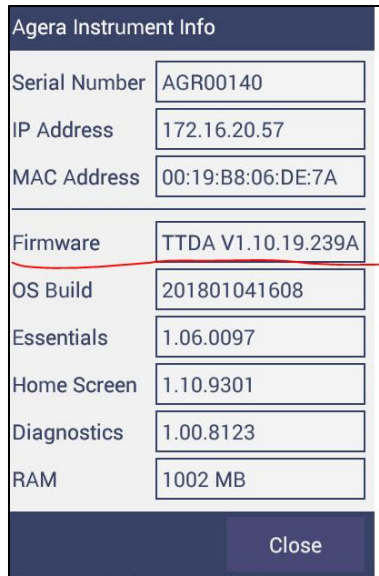 Agera Instrument Info
Serial Number AGR00140
IP Address 172.16.20.57
MAC Address 00:19:B8:06:DE:7A
Firmware TTDA V1.10.19.239A
OS Build 201801041608
Essentials 1.06.0097
Home Screen 1.10.9301
Diagnostics 1.00.8123
RAM 1002 MB
Close